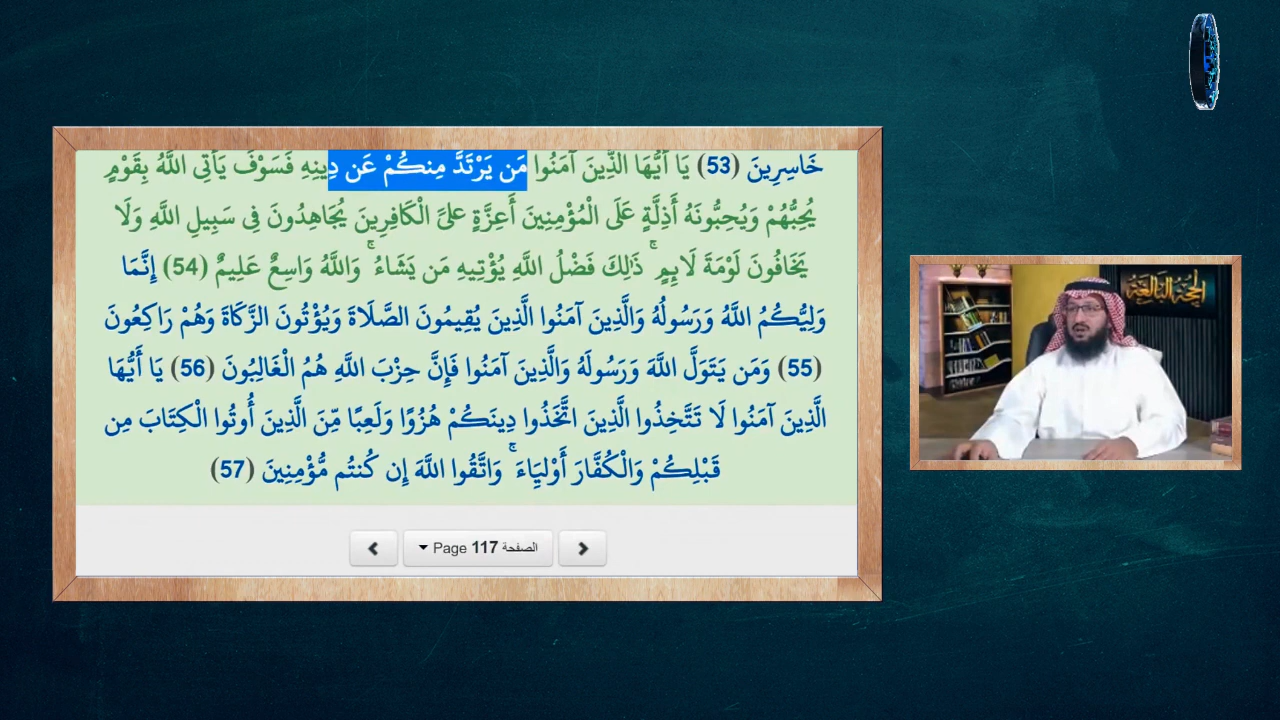 خَاسِرِينَ (53) يَا أَيُّهَا الَّذِينَ آمَنُوا مَن يَرْتَدَّ مِنكُمْ عَن دِينِهِ فَسَوْفَ يَأْتِي اللَّهُ بِقَوْمٍ
يُحِبُّهُمْ وَيُحِبُّونَهُ أَذِلَّةٍ عَلَى الْمُؤْمِنِينَ أَعِزَّةٍ عَلَى الْكَافِرِينَ يُجَاهِدُونَ فِي سَبِيلِ اللَّهِ وَلَا
يَخَافُونَ لَوْمَةَ لَائِمٍ ۚ ذَٰلِكَ فَضْلُ اللَّهِ يُؤْتِيهِ مَن يَشَاءُ ۚ وَاللَّهُ وَاسِعٌ عَلِيمٌ (54) إِنَّمَا
وَلِيُّكُمُ اللَّهُ وَرَسُولُهُ وَالَّذِينَ آمَنُوا الَّذِينَ يُقِيمُونَ الصَّلَاةَ وَيُؤْتُونَ الزَّكَاةَ وَهُمْ رَاكِعُونَ
(55) وَمَن يَتَوَلَّ اللَّهَ وَرَسُولَهُ وَالَّذِينَ آمَنُوا فَإِنَّ حِزْبَ اللَّهِ هُمُ الْغَالِبُونَ (56) يَا أَيُّهَا
الَّذِينَ آمَنُوا لَا تَتَّخِذُوا الَّذِينَ اتَّخَذُوا دِينَكُمْ هُزُوًا وَلَعِبًا مِّنَ الَّذِينَ أُوتُوا الْكِتَابَ مِن
قَبْلِكُمْ وَالْكُفَّارَ أَوْلِيَاءَ ۚ وَاتَّقُوا اللَّهَ إِن كُنتُم مُّؤْمِنِينَ (57)
الصفحة Page 117
الحجة البالغة